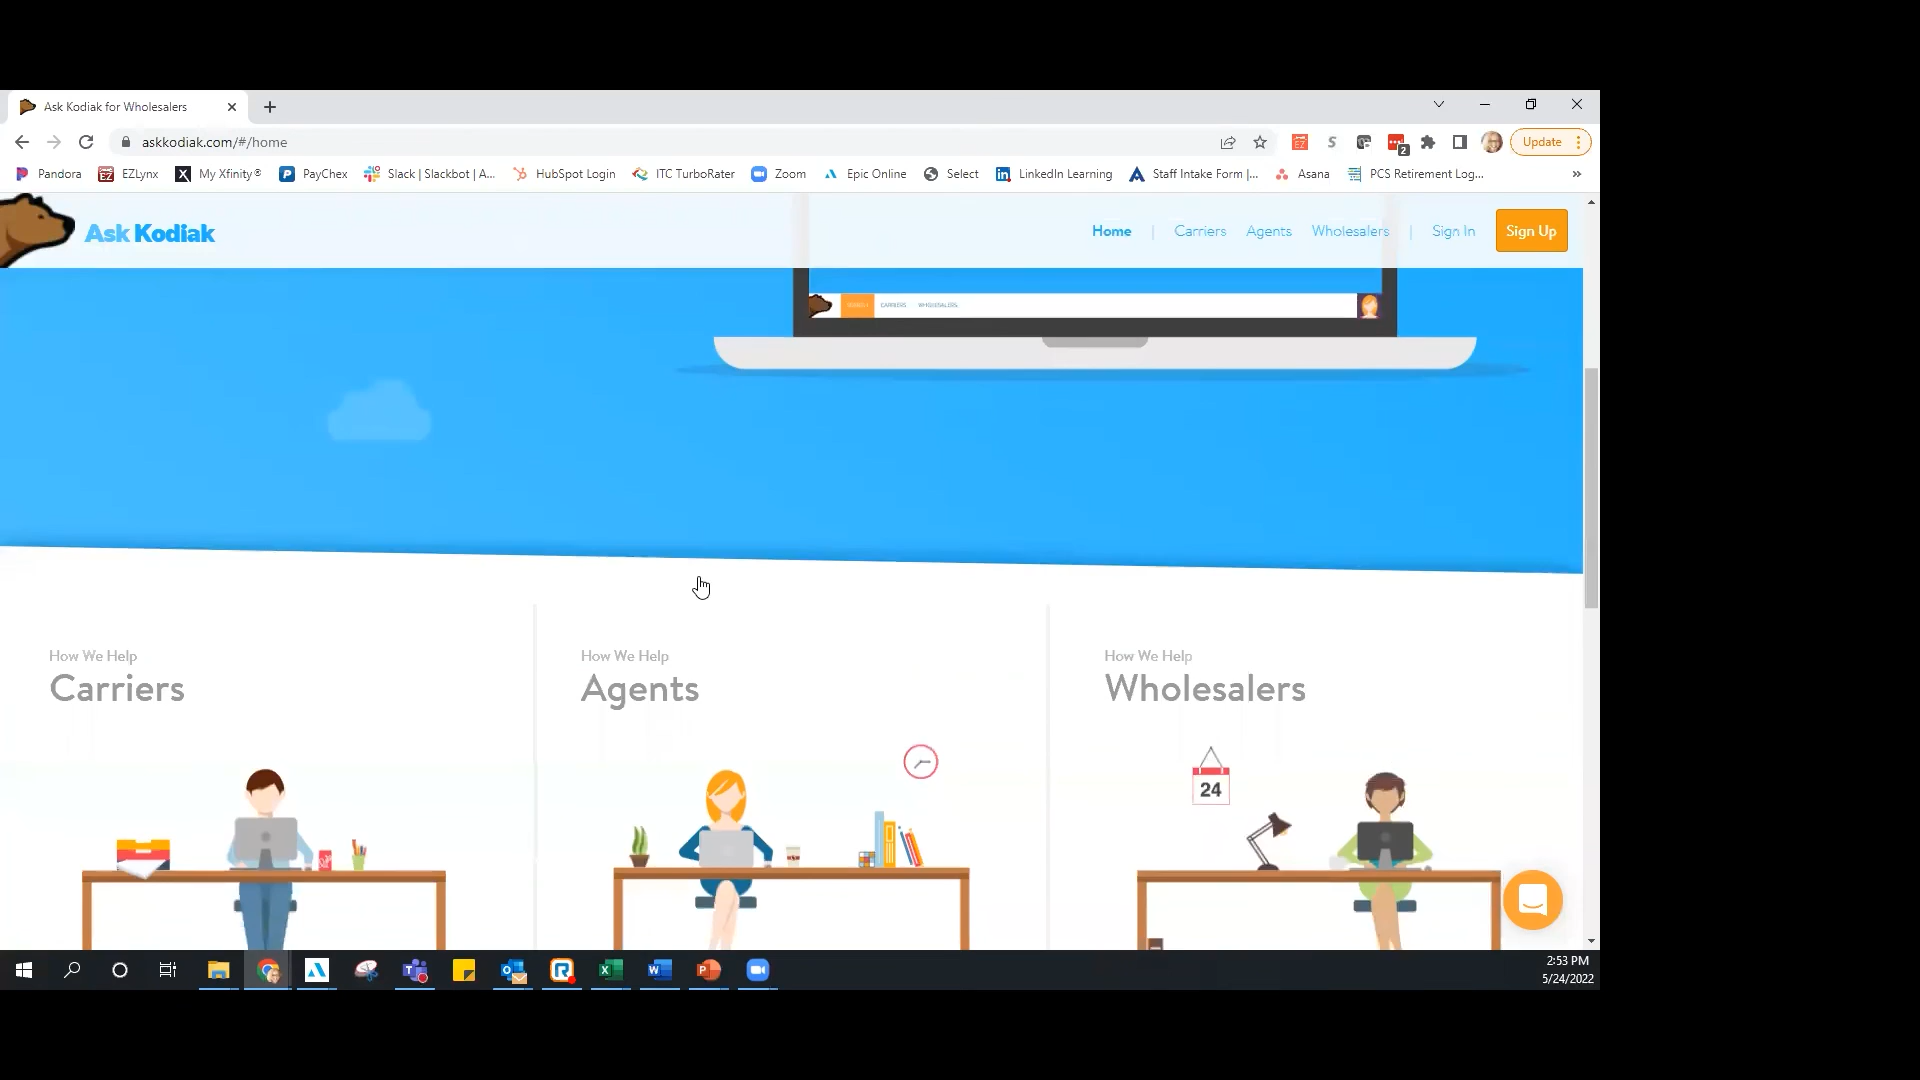 Ask Kodiak for Wholesalers
askkodiak.com/#/home
2
Update
Pandora
EZLynx
My Xfinity®
PayChex
Slack | Slackbot | A...
HubSpot Login
ITC TurboRater
Zoom
Epic Online
Select
LinkedIn Learning
Staff Intake Form |...
Asana
PCS Retirement Log...
»
Ask Kodiak
Home | Carriers Agents Wholesalers | Sign In
Sign Up
CARRIERS WHOLESALERS
How We Help
Carriers
How We Help
Agents
How We Help
Wholesalers
24
2:53 PM
5/24/2022